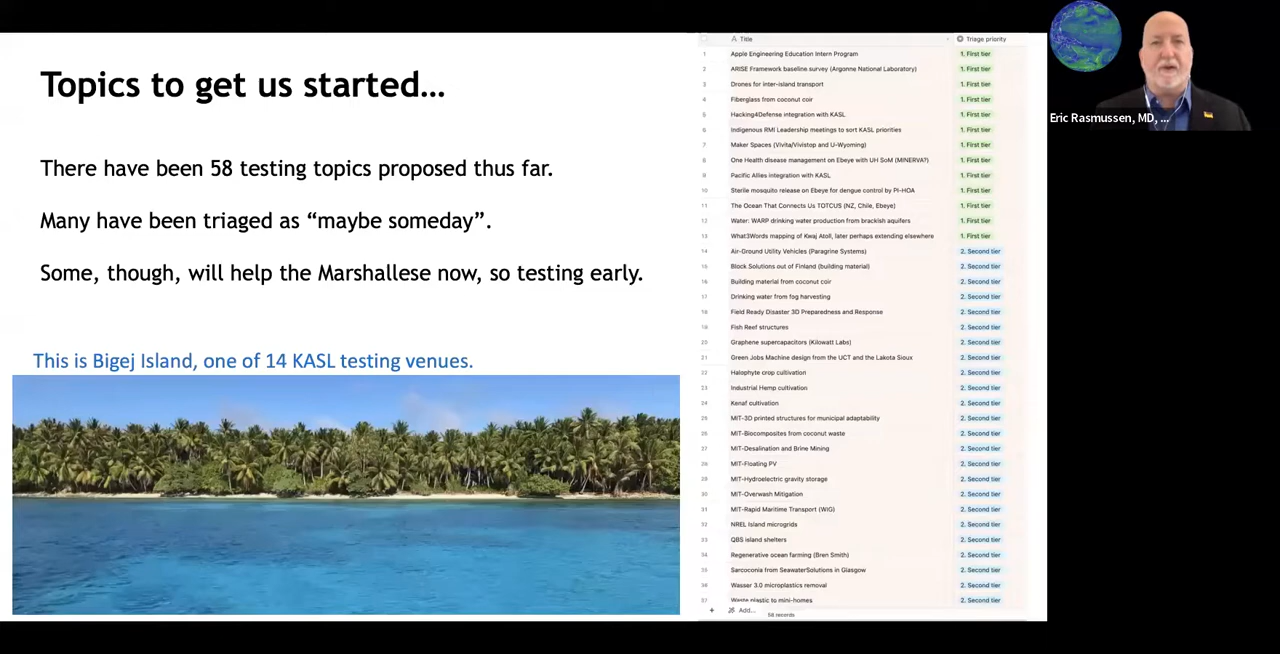 Topics to get us started…
There have been 58 testing topics proposed thus far.
Many have been triaged as “maybe someday”.
Some, though, will help the Marshallese now, so testing early.
This is Bigej Island, one of 14 KASL testing venues.
Title Triage priority
1 Apple Engineering Education Intern Program 1. First tier
2 ARISE Framework baseline survey (Argonne National Laboratory) 1. First tier
3 Drones for inter-island transport 1. First tier
4 Fiberglass from coconut coir 1. First tier
5 Hacking4Defense integration with KASL 1. First tier
6 Indigenous RMI Leadership meetings to sort KASL priorities 1. First tier
7 Maker Spaces (Vivita/Vivistop and U-Wyoming) 1. First tier
8 One Health disease management on Ebeye with UH SoM (MINERVA?) 1. First tier
9 Pacific Allies integration with KASL 1. First tier
10 Sterile mosquito release on Ebeye for dengue control by PI-HOA 1. First tier
11 The Ocean That Connects Us TOTCUS (NZ, Chile, Ebeye) 1. First tier
12 Water: WARP drinking water production from brackish aquifers 1. First tier
13 What3Words mapping of Kwaj Atoll, later perhaps extending elsewhere 1. First tier
14 Air-Ground Utility Vehicles (Paragrine Systems) 2. Second tier
15 Block Solutions out of Finland (building material) 2. Second tier
16 Building material from coconut coir 2. Second tier
17 Drinking water from fog harvesting 2. Second tier
18 Field Ready Disaster 3D Preparedness and Response 2. Second tier
19 Fish Reef structures 2. Second tier
20 Graphene supercapacitors (Kilowatt Labs) 2. Second tier
21 Green Jobs Machine design from the UCT and the Lakota Sioux 2. Second tier
22 Halophyte crop cultivation 2. Second tier
23 Industrial Hemp cultivation 2. Second tier
24 Kenaf cultivation 2. Second tier
25 MIT-3D printed structures for municipal adaptability 2. Second tier
26 MIT-Biocomposites from coconut waste 2. Second tier
27 MIT-Desalination and Brine Mining 2. Second tier
28 MIT-Floating PV 2. Second tier
29 MIT-Hydroelectric gravity storage 2. Second tier
30 MIT-Overwash Mitigation 2. Second tier
31 MIT-Rapid Maritime Transport (WIG) 2. Second tier
32 NREL Island microgrids 2. Second tier
33 QBS island shelters 2. Second tier
34 Regenerative ocean farming (Bren Smith) 2. Second tier
35 Sarcoconia from SeawaterSolutions in Glasgow 2. Second tier
36 Wasser 3.0 microplastics removal 2. Second tier
37 Waste plastic to mini-homes 2. Second tier
+ Add... 58 records
Eric Rasmussen, MD, ...